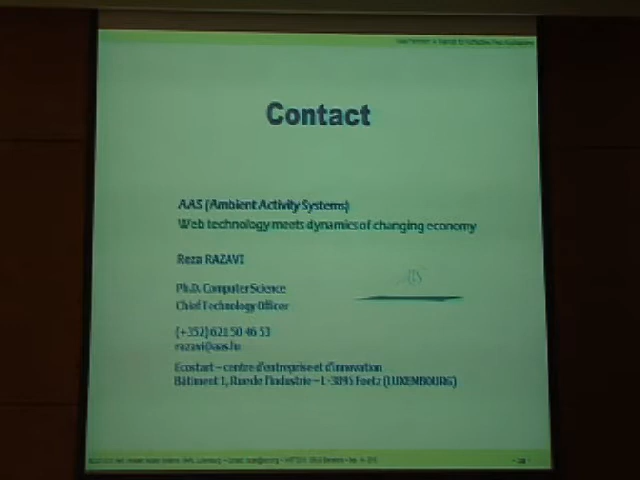 Contact
AAS (Ambient Activity Systems)
Web technology meets dynamics of changing economy
Reza RAZAVI
Ph.D. Computer Science
Chief Technology Officer
(+352) 621 50 46 53
razavi@aas.lu
Ecostart – centre d'entreprise et d'innovation
Bâtiment 1, Rue de l'industrie – L-3895 Foetz (LUXEMBOURG)